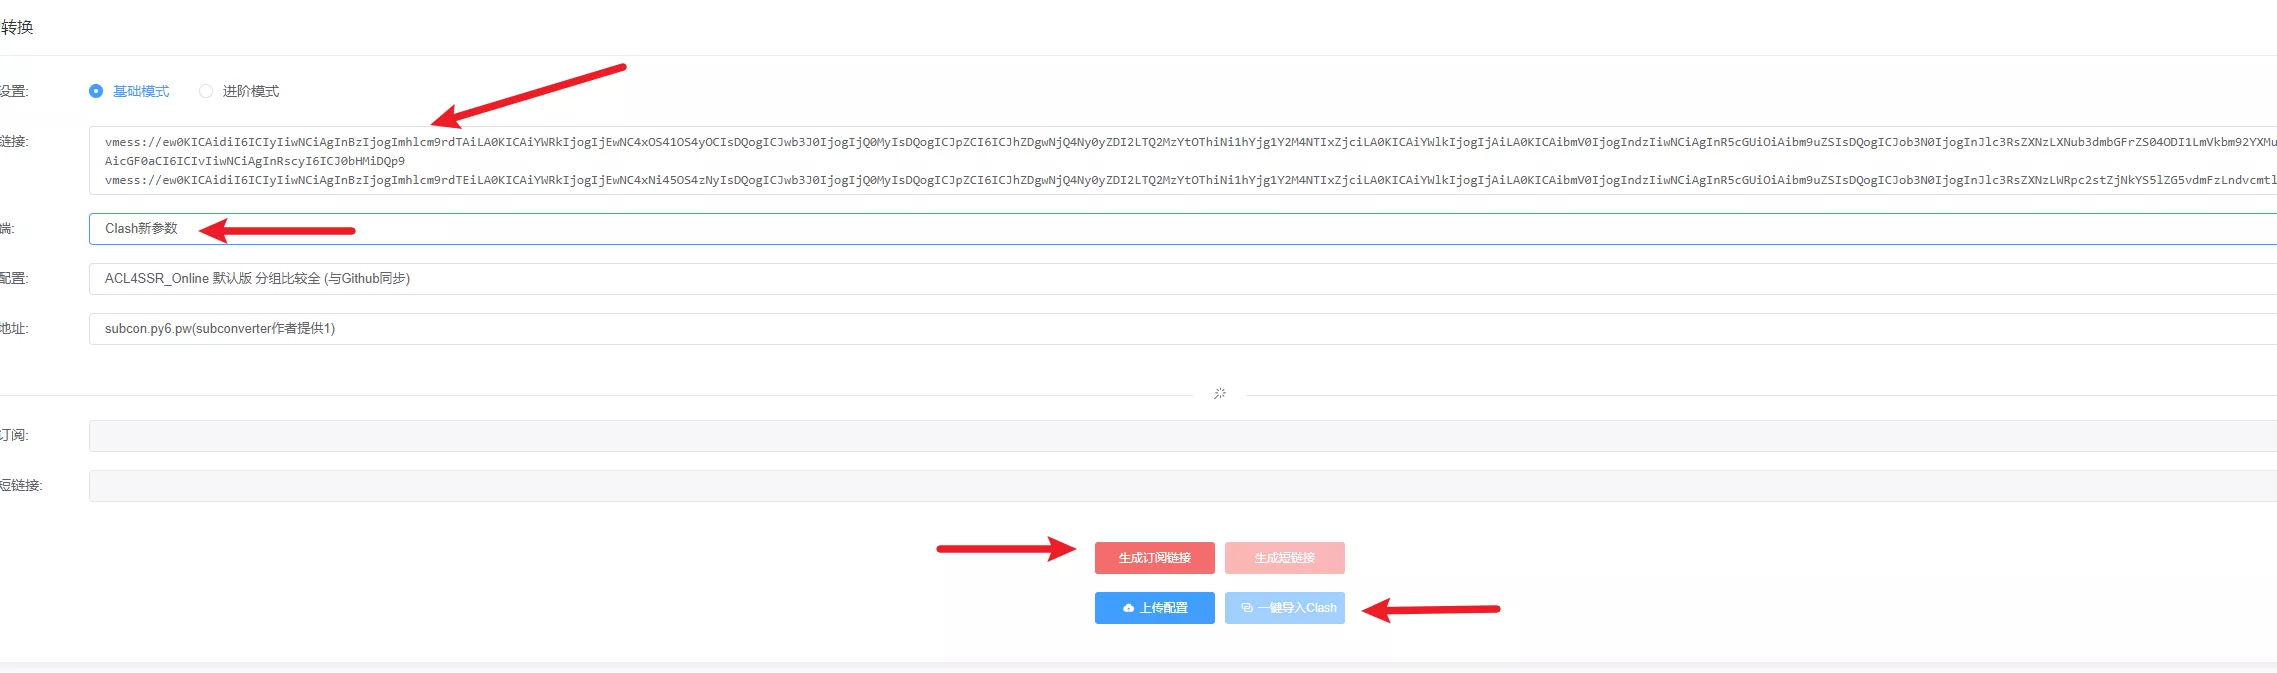 转换
设置:
基础模式
进阶模式
链接:
vmess://ew0KICAidiI6ICIyIiwNCiAgInBzIjogImhlcm9rdTAiLA0KICAiYWRkIjogIjEwNC4xOS41OS4yOCIsDQogICJwb3J0IjogIjQ0MyIsDQogICJpZCI6ICJhZDgwNjQ4Ny0yZDI2LTQ2MzYtOThiNi1hYjg1Y2M4NTIxZjciLA0KICAiYWlkIjogIjAiLA0KICAibmV0IjogIndzIiwNCiAgInR5cGUiOiAibm9uZSIsDQogICJob3N0IjogInJlc3RsZXNzLXNub3dmbGFrZS04ODI1LmVkbm92YXMu
AicGF0aCI6ICIvIiwNCiAgInRscyI6ICJ0bHMiDQp9
vmess://ew0KICAidiI6ICIyIiwNCiAgInBzIjogImhlcm9rdTEiLA0KICAiYWRkIjogIjEwNC4xNi45OS4zNyIsDQogICJwb3J0IjogIjQ0MyIsDQogICJpZCI6ICJhZDgwNjQ4Ny0yZDI2LTQ2MzYtOThiNi1hYjg1Y2M4NTIxZjciLA0KICAiYWlkIjogIjAiLA0KICAibmV0IjogIndzIiwNCiAgInR5cGUiOiAibm9uZSIsDQogICJob3N0IjogInJlc3RsZXNzLWRpc2stZjNkYS5lZG5vdmFzLndvcmtl
端:
Clash新参数
配置:
ACL4SSR_Online 默认版 分组比较全 (与Github同步)
地址:
subcon.py6.pw(subconverter作者提供1)
订阅:
短链接:
生成订阅链接
生成短链接
上传配置
一键导入Clash